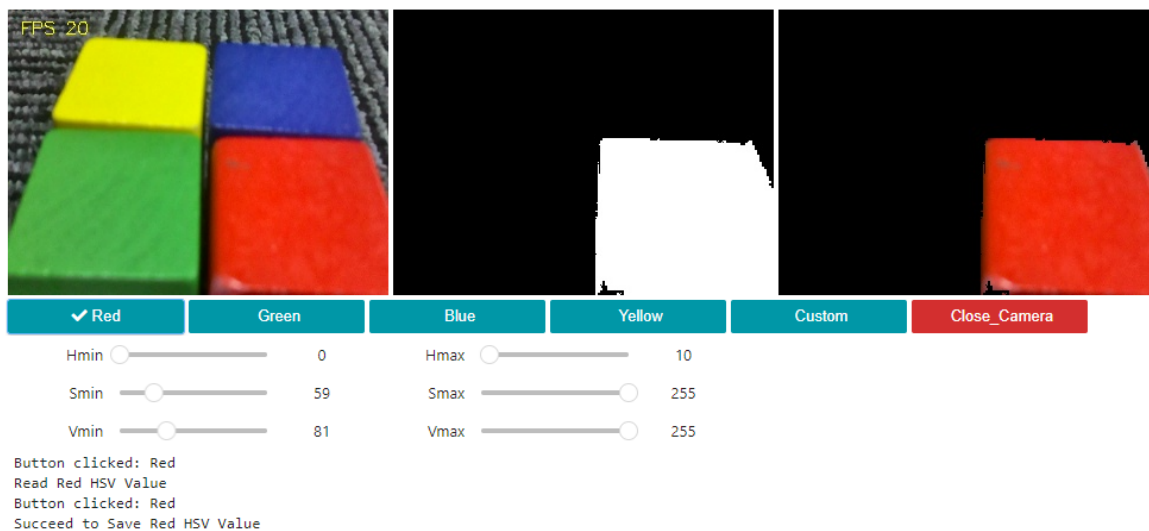 FPS 20
✔ Red Green Blue Yellow Custom Close_Camera
Hmin 0 Hmax 10
Smin 59 Smax 255
Vmin 81 Vmax 255
Button clicked: Red
Read Red HSV Value
Button clicked: Red
Succeed to Save Red HSV Value